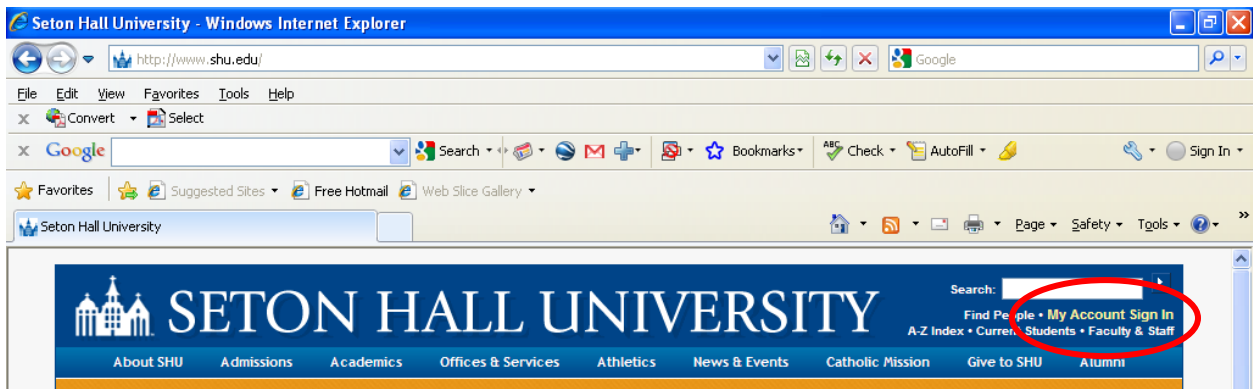 Seton Hall University - Windows Internet Explorer
http://www.shu.edu/ Google
File Edit View Favorites Tools Help
x Convert Select
x Google Search Bookmarks ABC Check AutoFill Sign In
Favorites Suggested Sites Free Hotmail Web Slice Gallery
Seton Hall University Page Safety Tools »
Search:
SETON HALL UNIVERSITY
Find People • My Account Sign In
A-Z Index • Current Students • Faculty & Staff
About SHU Admissions Academics Offices & Services Athletics News & Events Catholic Mission Give to SHU Alumni